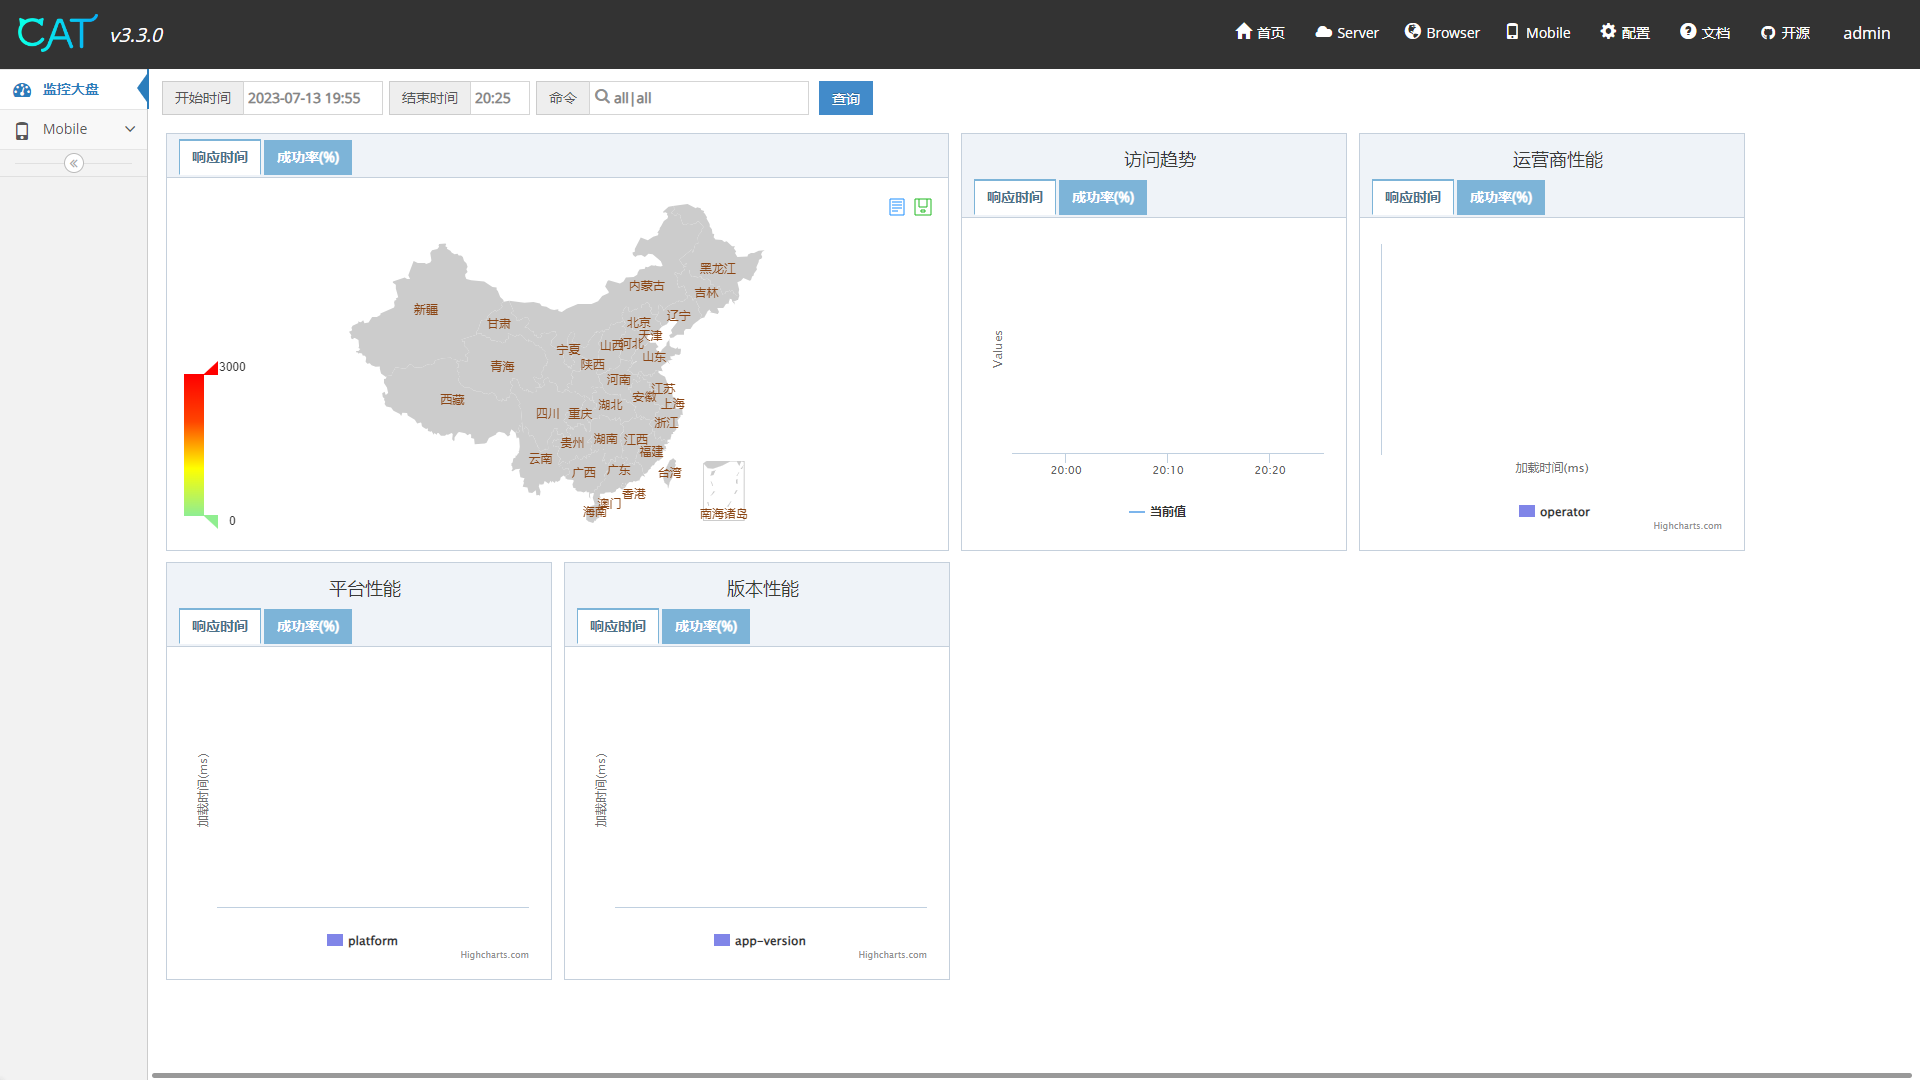 CAT v3.3.0
首页 Server Browser Mobile 配置 文档 开源 admin
监控大盘
Mobile
开始时间 2023-07-13 19:55 结束时间 20:25 命令 all|all 查询
响应时间 成功率(%)
黑龙江
内蒙古
吉林
新疆
辽宁
甘肃
北京
天津
宁夏
山西
河北
山东
陕西
青海
河南
江苏
西藏
安徽
湖北
上海
四川
重庆
浙江
贵州
湖南
江西
福建
云南
广西
广东
台湾
香港
澳门
海南
南海诸岛
3000
0
访问趋势
响应时间 成功率(%)
Values
20:00 20:10 20:20
当前值
运营商性能
响应时间 成功率(%)
加载时间(ms)
operator
Highcharts.com
平台性能
响应时间 成功率(%)
加载时间(ms)
platform
Highcharts.com
版本性能
响应时间 成功率(%)
加载时间(ms)
app-version
Highcharts.com